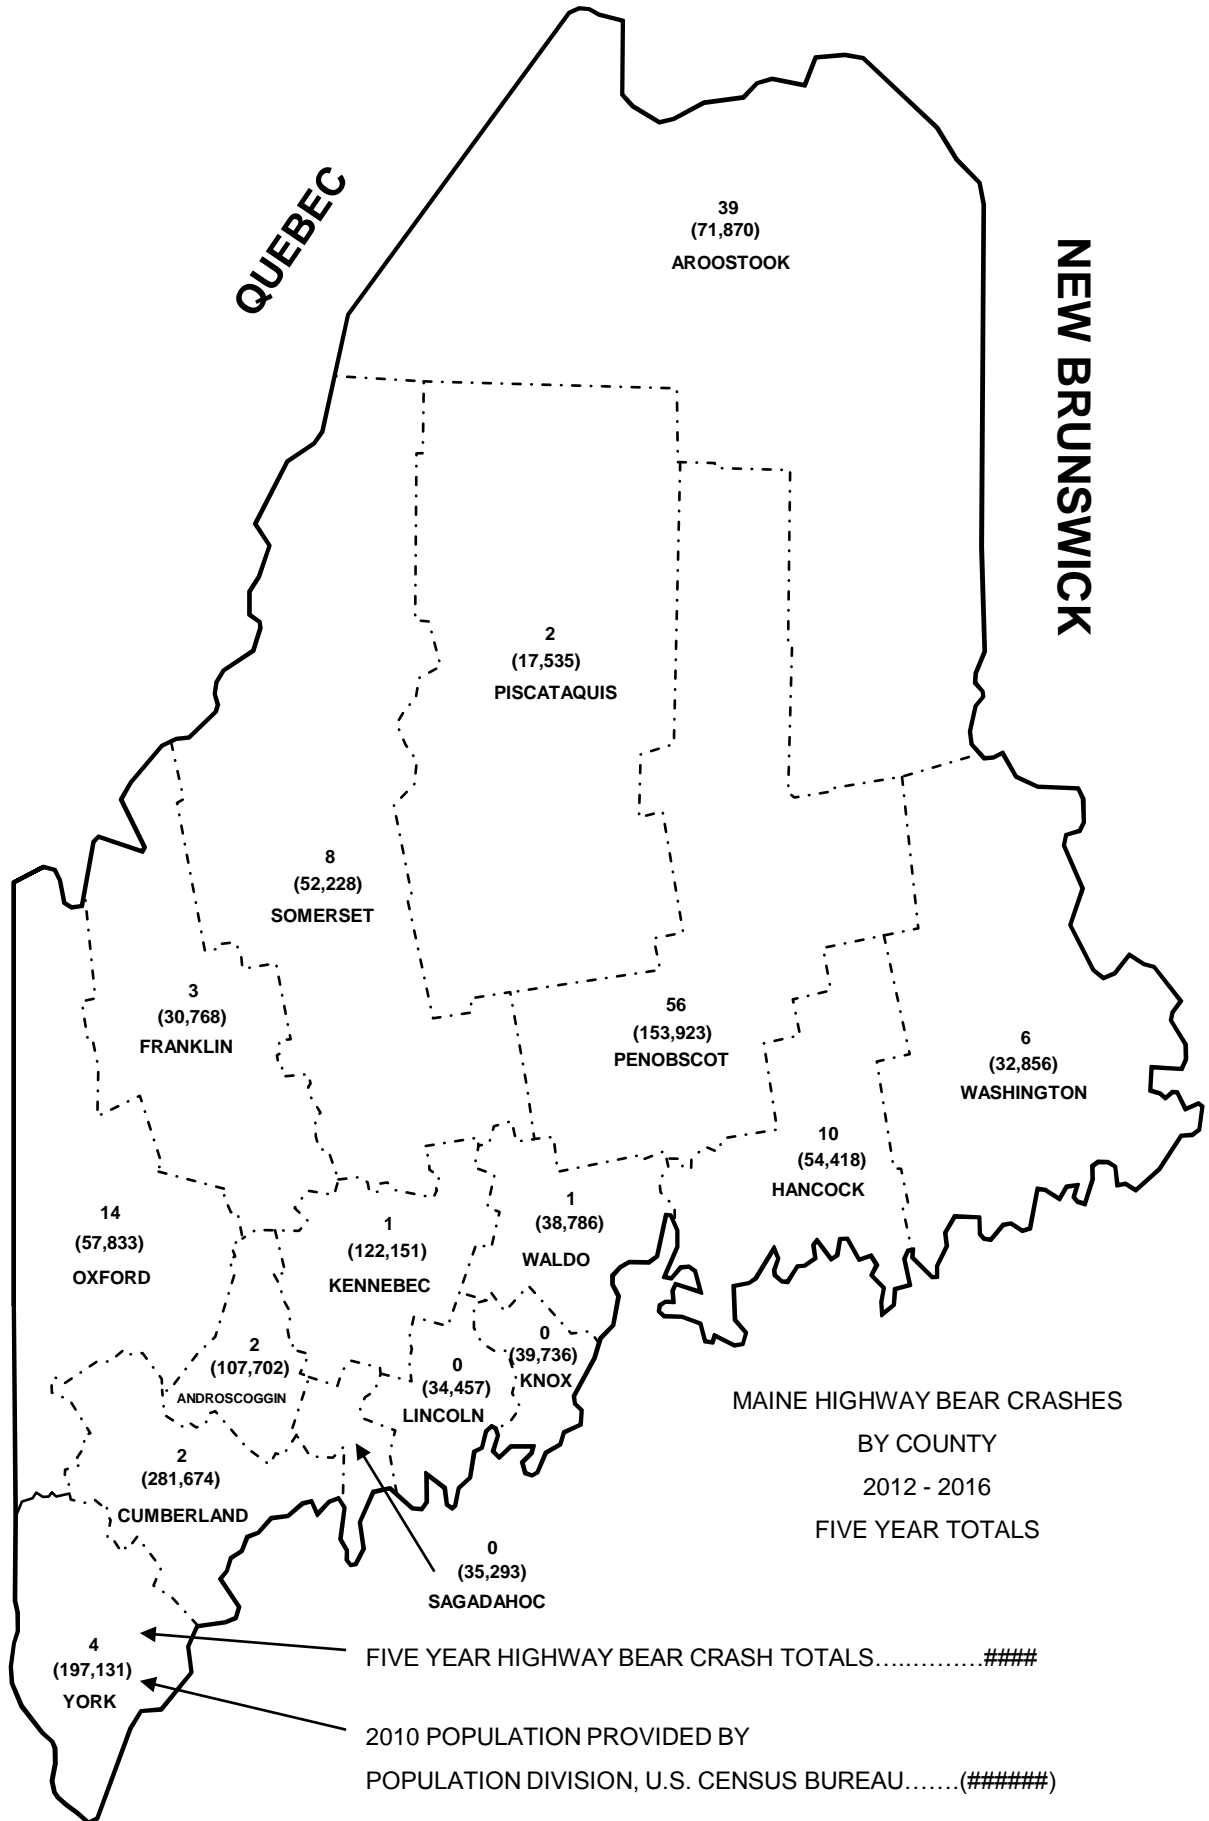 QUEBEC
NEW BRUNSWICK
39
(71,870)
AROOSTOOK
2
(17,535)
PISCATAQUIS
8
(52,228)
SOMERSET
3
(30,768)
FRANKLIN
56
(153,923)
PENOBSCOT
6
(32,856)
WASHINGTON
10
(54,418)
HANCOCK
14
(57,833)
OXFORD
1
(122,151)
KENNEBEC
1
(38,786)
WALDO
2
(107,702)
ANDROSCOGGIN
0
(34,457)
LINCOLN
0
(39,736)
KNOX
2
(281,674)
CUMBERLAND
0
(35,293)
SAGADAHOC
4
(197,131)
YORK
MAINE HIGHWAY BEAR CRASHES
BY COUNTY
2012 - 2016
FIVE YEAR TOTALS
FIVE YEAR HIGHWAY BEAR CRASH TOTALS…..………####
2010 POPULATION PROVIDED BY
POPULATION DIVISION, U.S. CENSUS BUREAU…….(######)